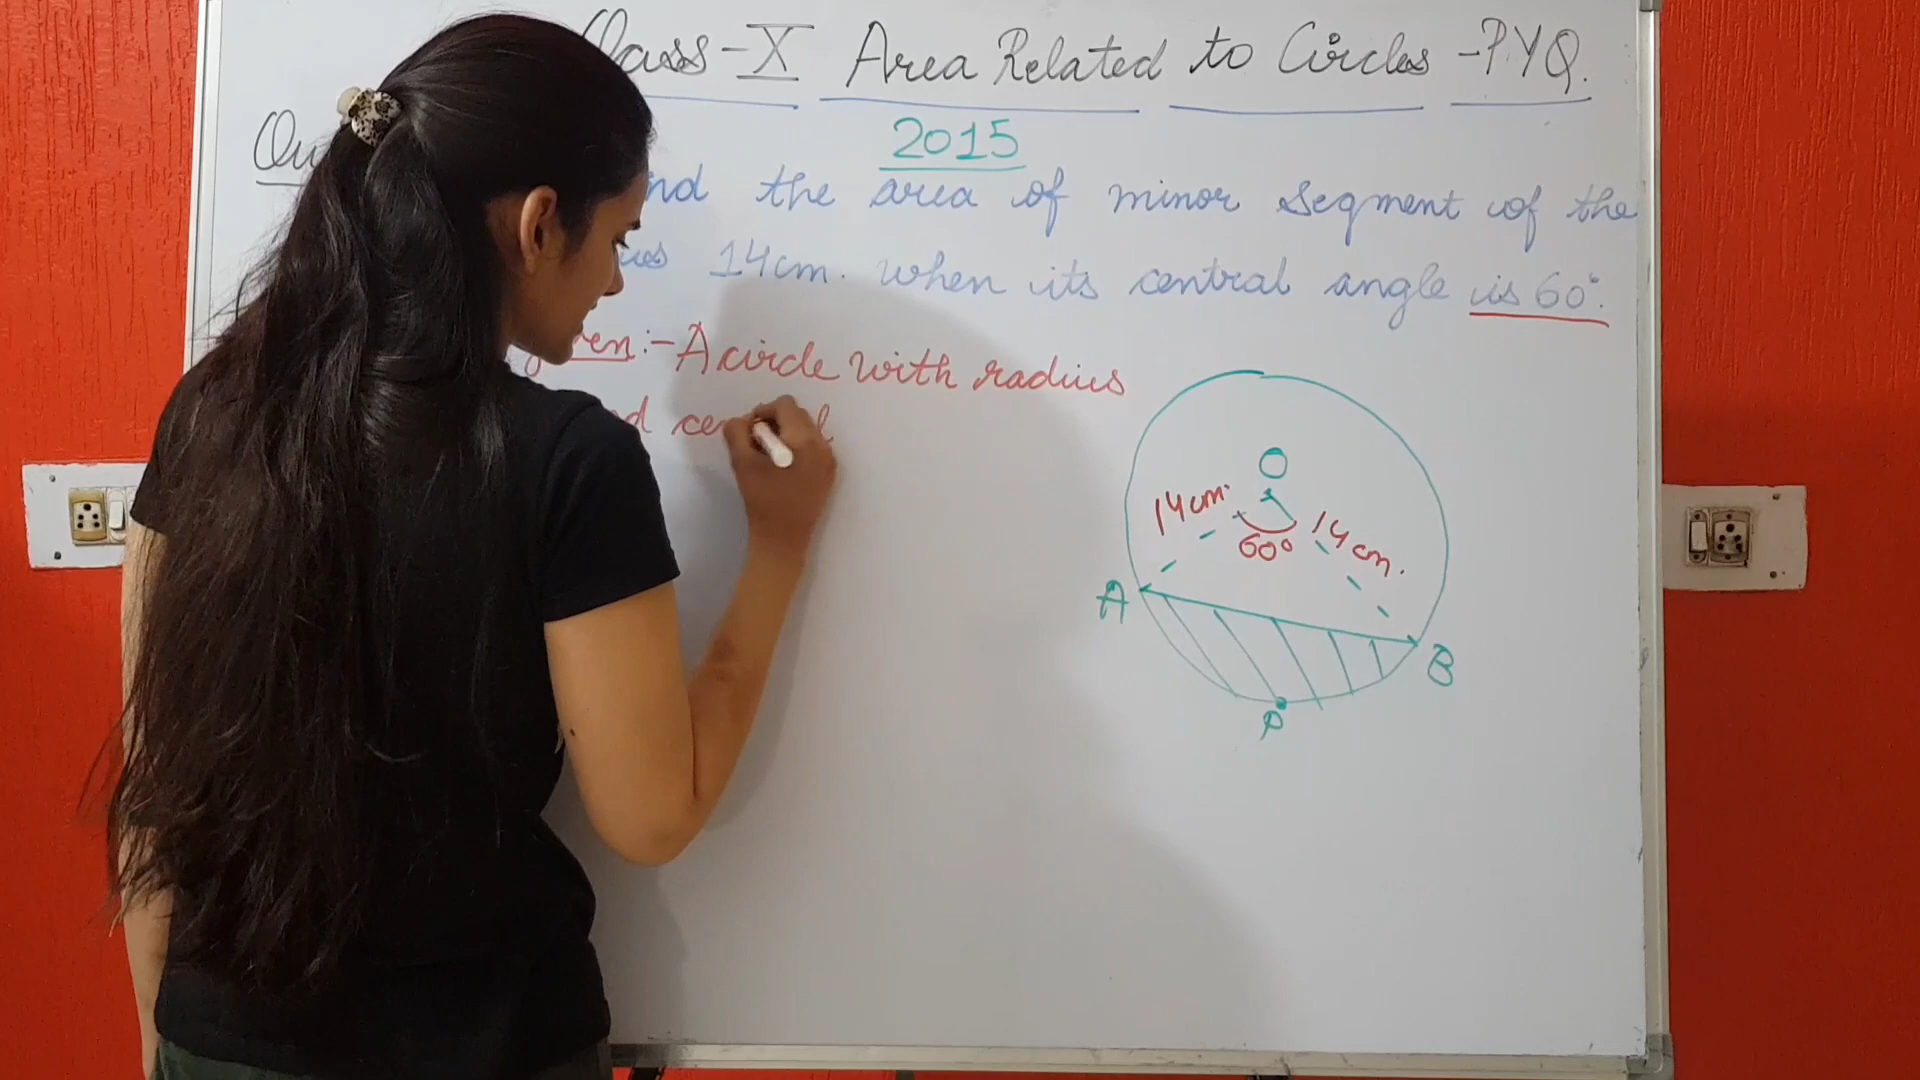 Class-X Area Related to Circles -PYQ.
2015
the area of minor segment of the
14cm. when its central angle is 60°.
:- A circle with radius
O
14cm.
60°
14cm.
A
B
P